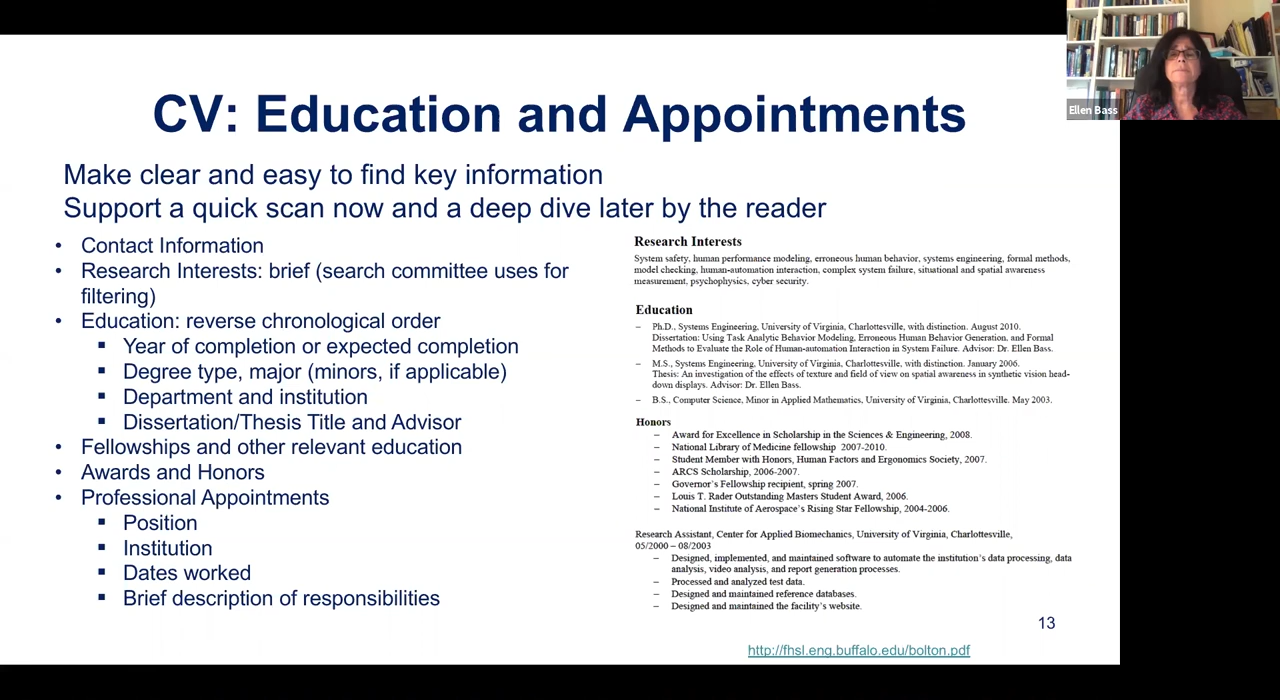 Ellen Bass
CV: Education and Appointments
Make clear and easy to find key information
Support a quick scan now and a deep dive later by the reader
• Contact Information
• Research Interests: brief (search committee uses for
filtering)
• Education: reverse chronological order
▪ Year of completion or expected completion
▪ Degree type, major (minors, if applicable)
▪ Department and institution
▪ Dissertation/Thesis Title and Advisor
• Fellowships and other relevant education
• Awards and Honors
• Professional Appointments
▪ Position
▪ Institution
▪ Dates worked
▪ Brief description of responsibilities
Research Interests
System safety, human performance modeling, erroneous human behavior, systems engineering, formal methods,
model checking, human-automation interaction, complex system failure, situational and spatial awareness
measurement, psychophysics, cyber security.
Education
– Ph.D., Systems Engineering, University of Virginia, Charlottesville, with distinction. August 2010.
Dissertation: Using Task Analytic Behavior Modeling, Erroneous Human Behavior Generation, and Formal
Methods to Evaluate the Role of Human-automation Interaction in System Failure. Advisor: Dr. Ellen Bass.
– M.S., Systems Engineering, University of Virginia, Charlottesville, with distinction. January 2006.
Thesis: An investigation of the effects of texture and field of view on spatial awareness in synthetic vision head-
down displays. Advisor: Dr. Ellen Bass.
– B.S., Computer Science, Minor in Applied Mathematics, University of Virginia, Charlottesville. May 2003.
Honors
– Award for Excellence in Scholarship in the Sciences & Engineering, 2008.
– National Library of Medicine fellowship 2007-2010.
– Student Member with Honors, Human Factors and Ergonomics Society, 2007.
– ARCS Scholarship, 2006-2007.
– Governor's Fellowship recipient, spring 2007.
– Louis T. Rader Outstanding Masters Student Award, 2006.
– National Institute of Aerospace's Rising Star Fellowship, 2004-2006.
Research Assistant, Center for Applied Biomechanics, University of Virginia, Charlottesville,
05/2000 – 08/2003
– Designed, implemented, and maintained software to automate the institution's data processing, data
analysis, video analysis, and report generation processes.
– Processed and analyzed test data.
– Designed and maintained reference databases.
– Designed and maintained the facility's website.
13
http://fhsl.eng.buffalo.edu/bolton.pdf